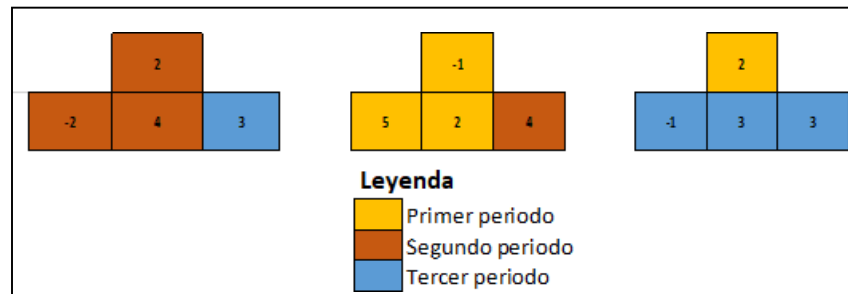 2 -1 2
-2 4 3 5 2 4 -1 3 3
Leyenda
Primer periodo
Segundo periodo
Tercer periodo